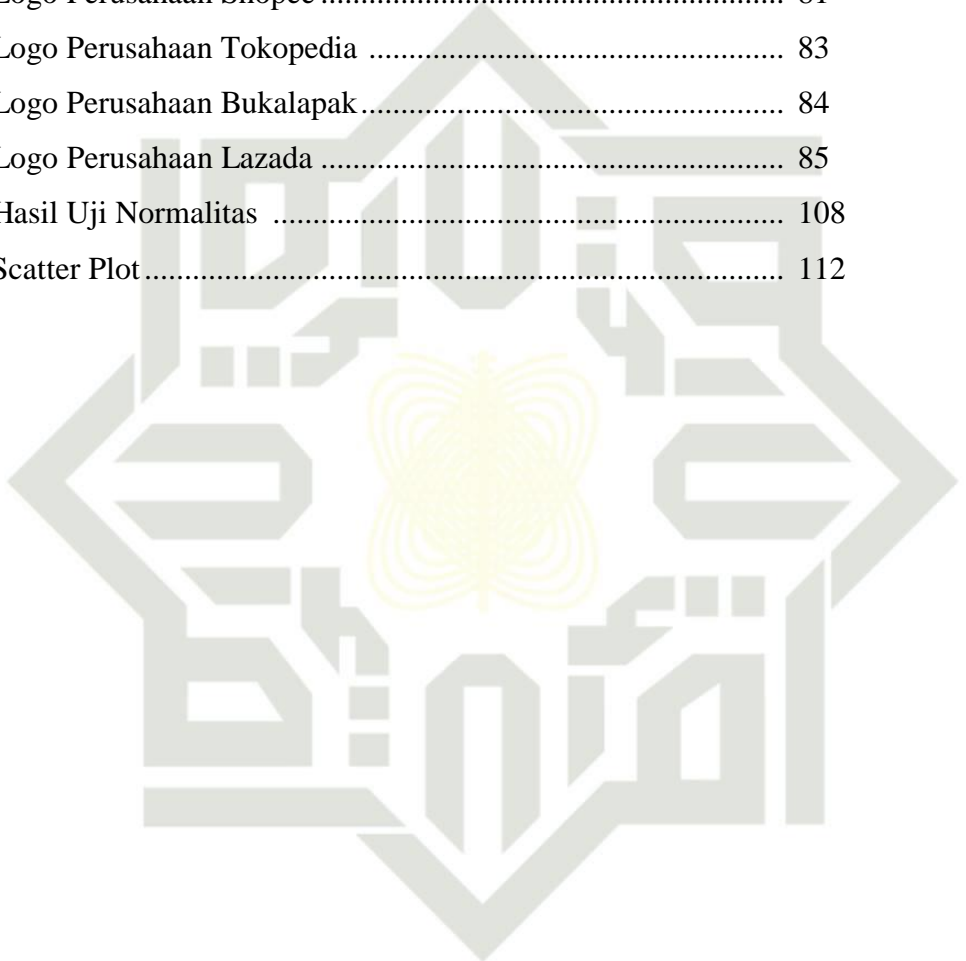 Logo Perusahaan Shopee ................................................. 81
Logo Perusahaan Tokopedia ............................................ 83
Logo Perusahaan Bukalapak ............................................. 84
Logo Perusahaan Lazada ................................................. 85
Hasil Uji Normalitas ...................................................... 108
Scatter Plot .................................................................... 112